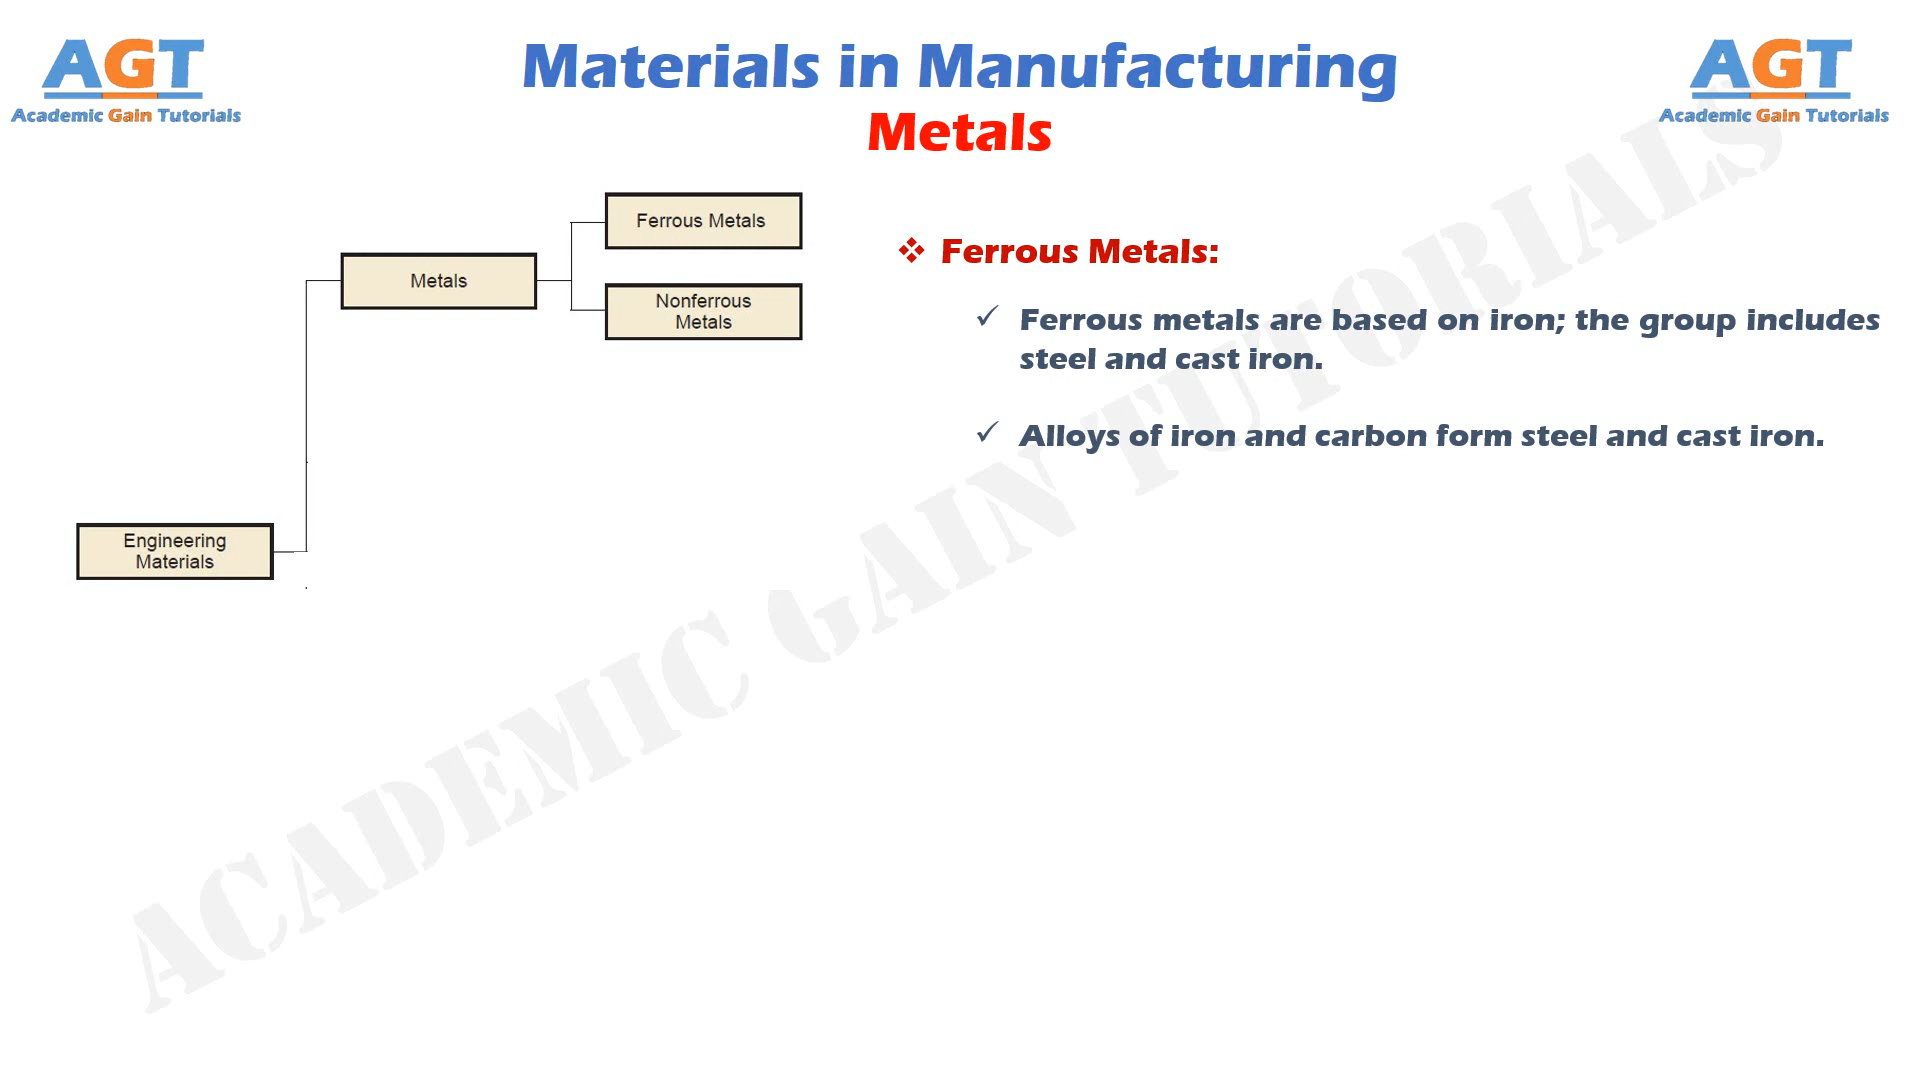 AGT
Academic Gain Tutorials
Materials in Manufacturing
Metals
AGT
Academic Gain Tutorials
Ferrous Metals
Metals
Nonferrous
Metals
Engineering
Materials
Ferrous Metals:
Ferrous metals are based on iron; the group includes
steel and cast iron.
Alloys of iron and carbon form steel and cast iron.
ACADEMIC GAIN TUTORIALS